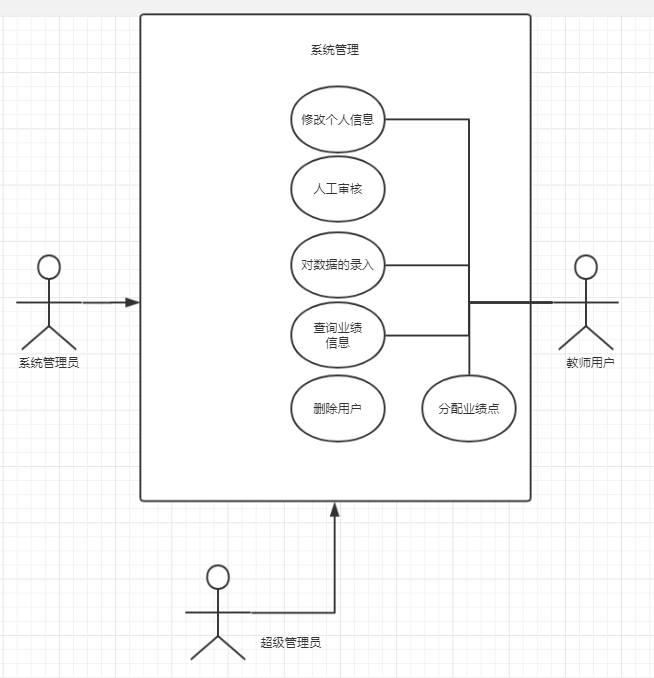 系统管理
修改个人信息
人工审核
对数据的录入
查询业绩
信息
删除用户
分配业绩点
系统管理员
教师用户
超级管理员